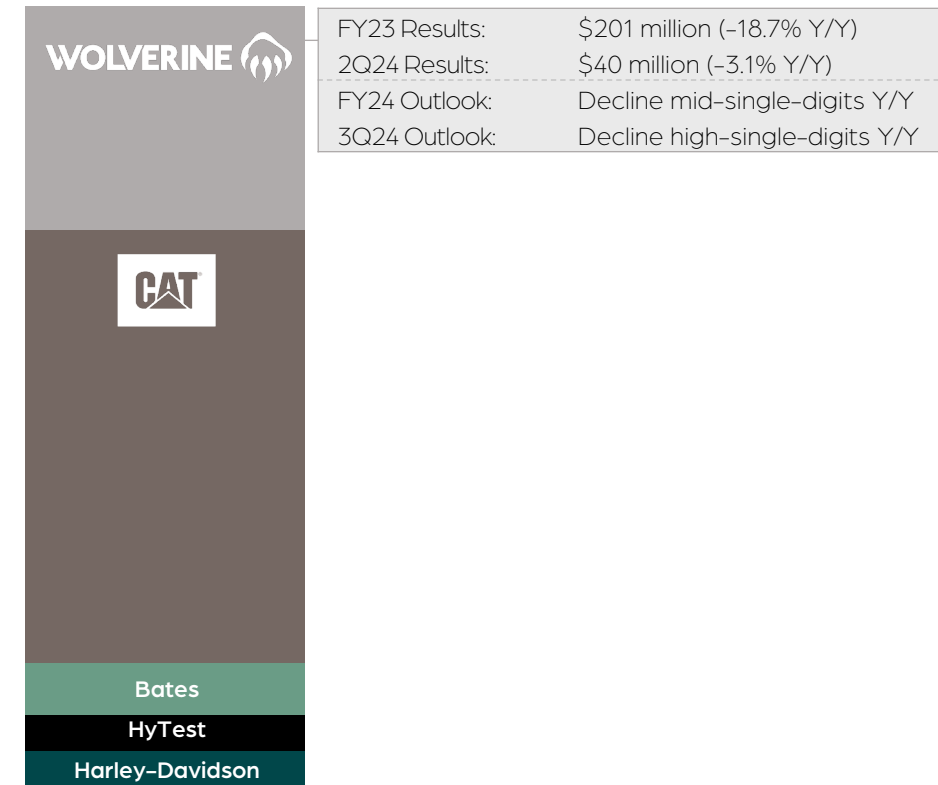 WOLVERINE
FY23 Results: $201 million (-18.7% Y/Y)
2Q24 Results: $40 million (-3.1% Y/Y)
FY24 Outlook: Decline mid-single-digits Y/Y
3Q24 Outlook: Decline high-single-digits Y/Y
CAT
Bates
HyTest
Harley-Davidson